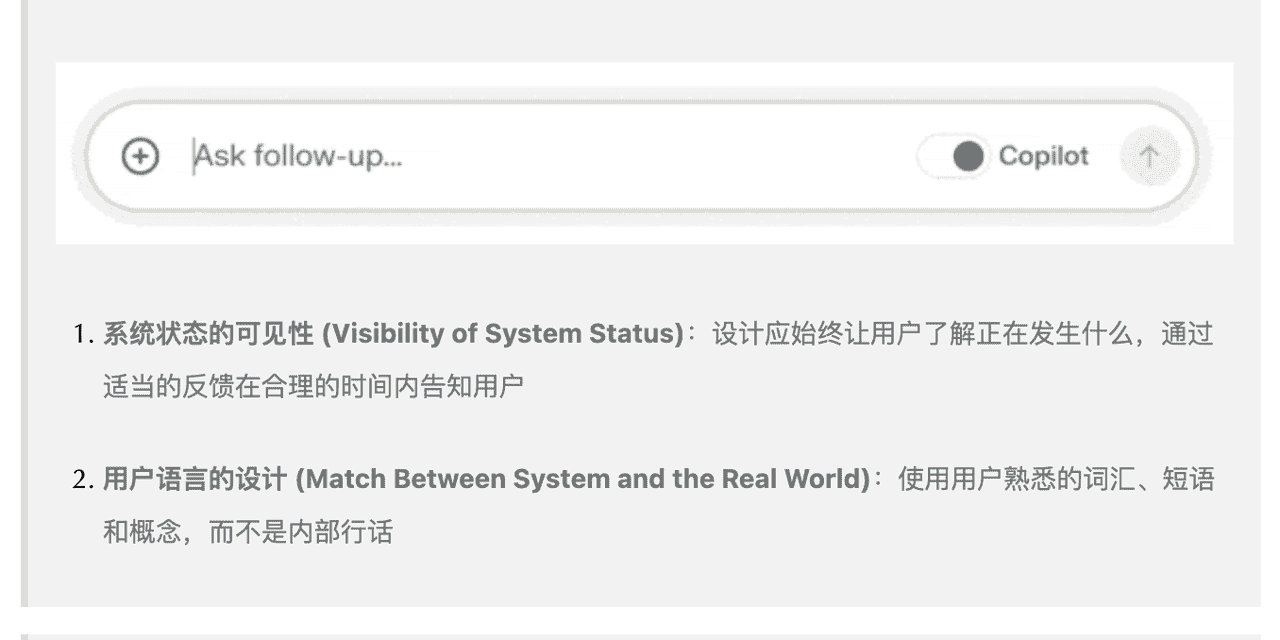 Ask follow-up...
Copilot
1. 系统状态的可见性 (Visibility of System Status)：设计应始终让用户了解正在发生什么，通过
适当的反馈在合理的时间内告知用户
2. 用户语言的设计 (Match Between System and the Real World)：使用用户熟悉的词汇、短语
和概念，而不是内部行话